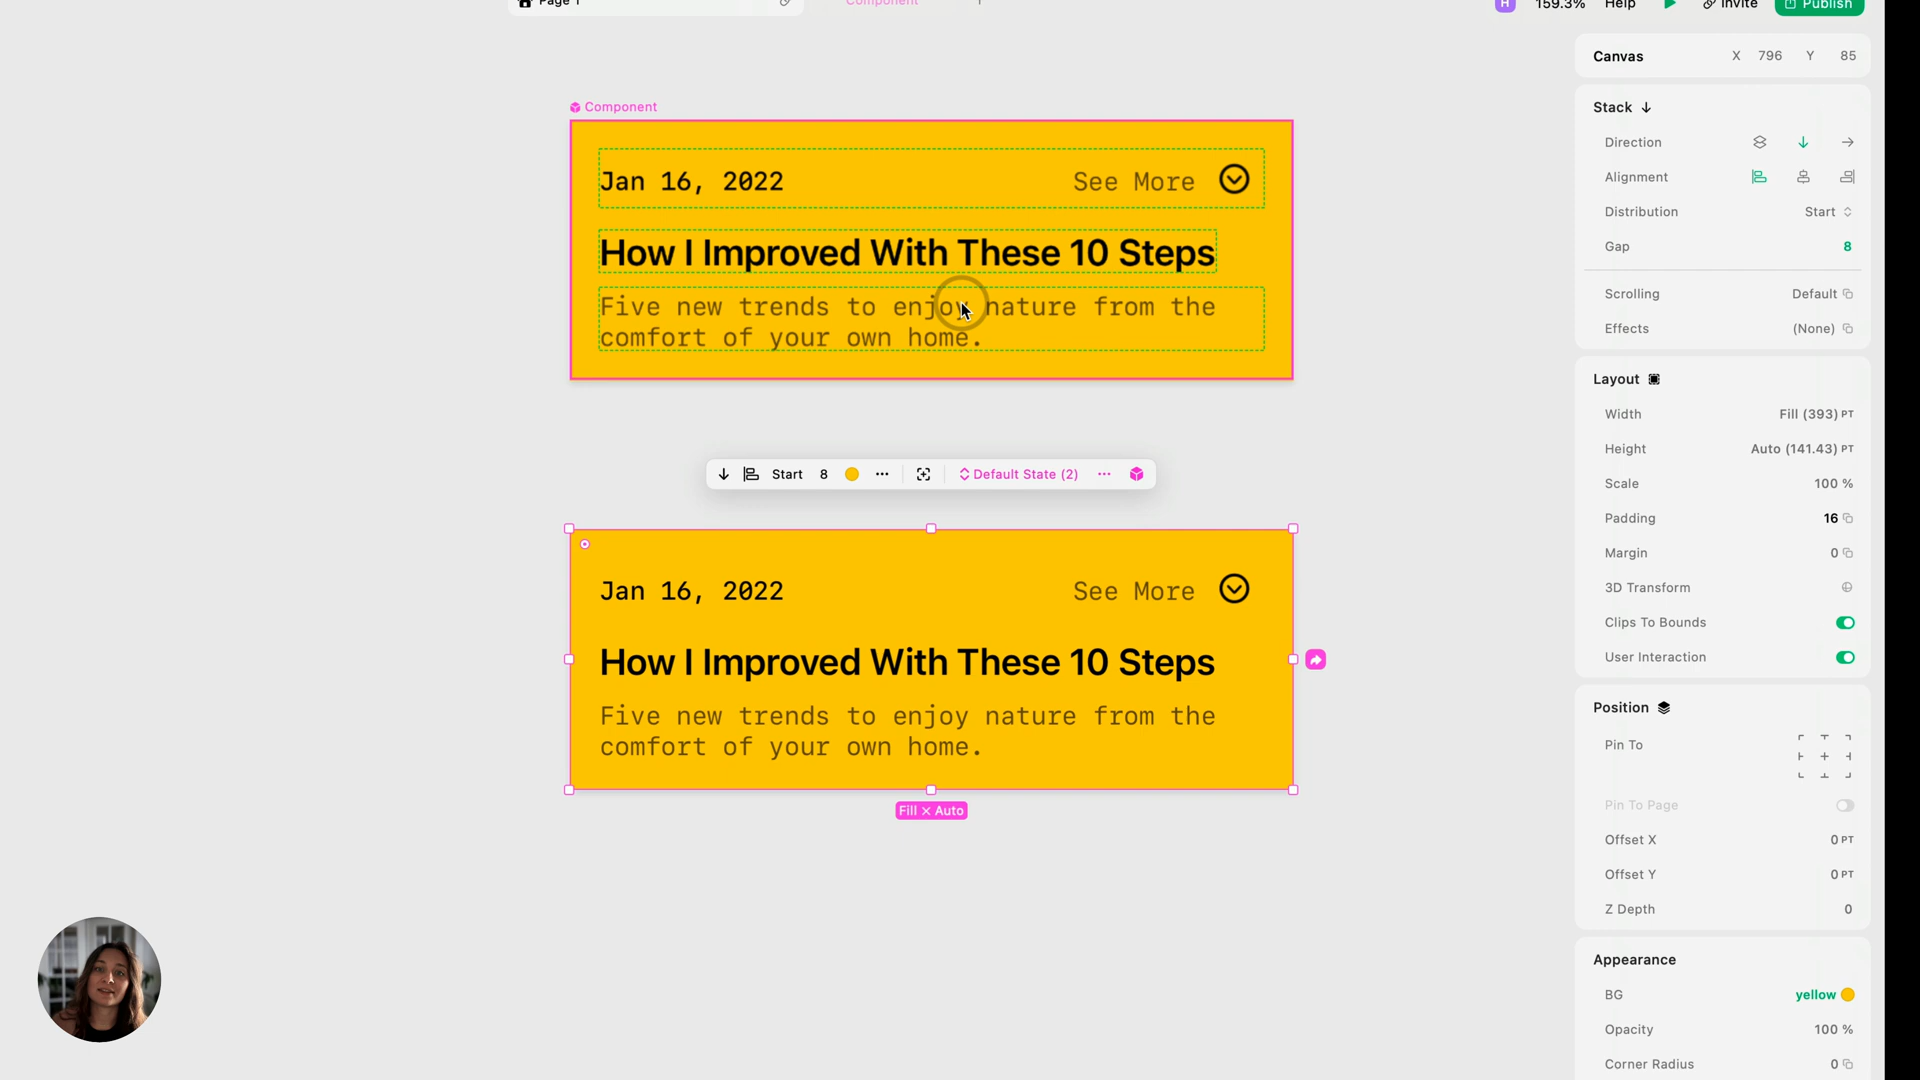 Page 1
Component
H
159.3%
Help
Invite
Publish
Canvas X 796 Y 85
Component
Jan 16, 2022
See More
How I Improved With These 10 Steps
Five new trends to enjoy nature from the
comfort of your own home.
Start 8
Default State (2)
Jan 16, 2022
See More
How I Improved With These 10 Steps
Five new trends to enjoy nature from the
comfort of your own home.
Fill × Auto
Stack
Direction
Alignment
Distribution Start
Gap 8
Scrolling Default
Effects (None)
Layout
Width Fill (393) PT
Height Auto (141.43) PT
Scale 100 %
Padding 16
Margin 0
3D Transform
Clips To Bounds
User Interaction
Position
Pin To
Pin To Page
Offset X 0 PT
Offset Y 0 PT
Z Depth 0
Appearance
BG yellow
Opacity 100 %
Corner Radius 0